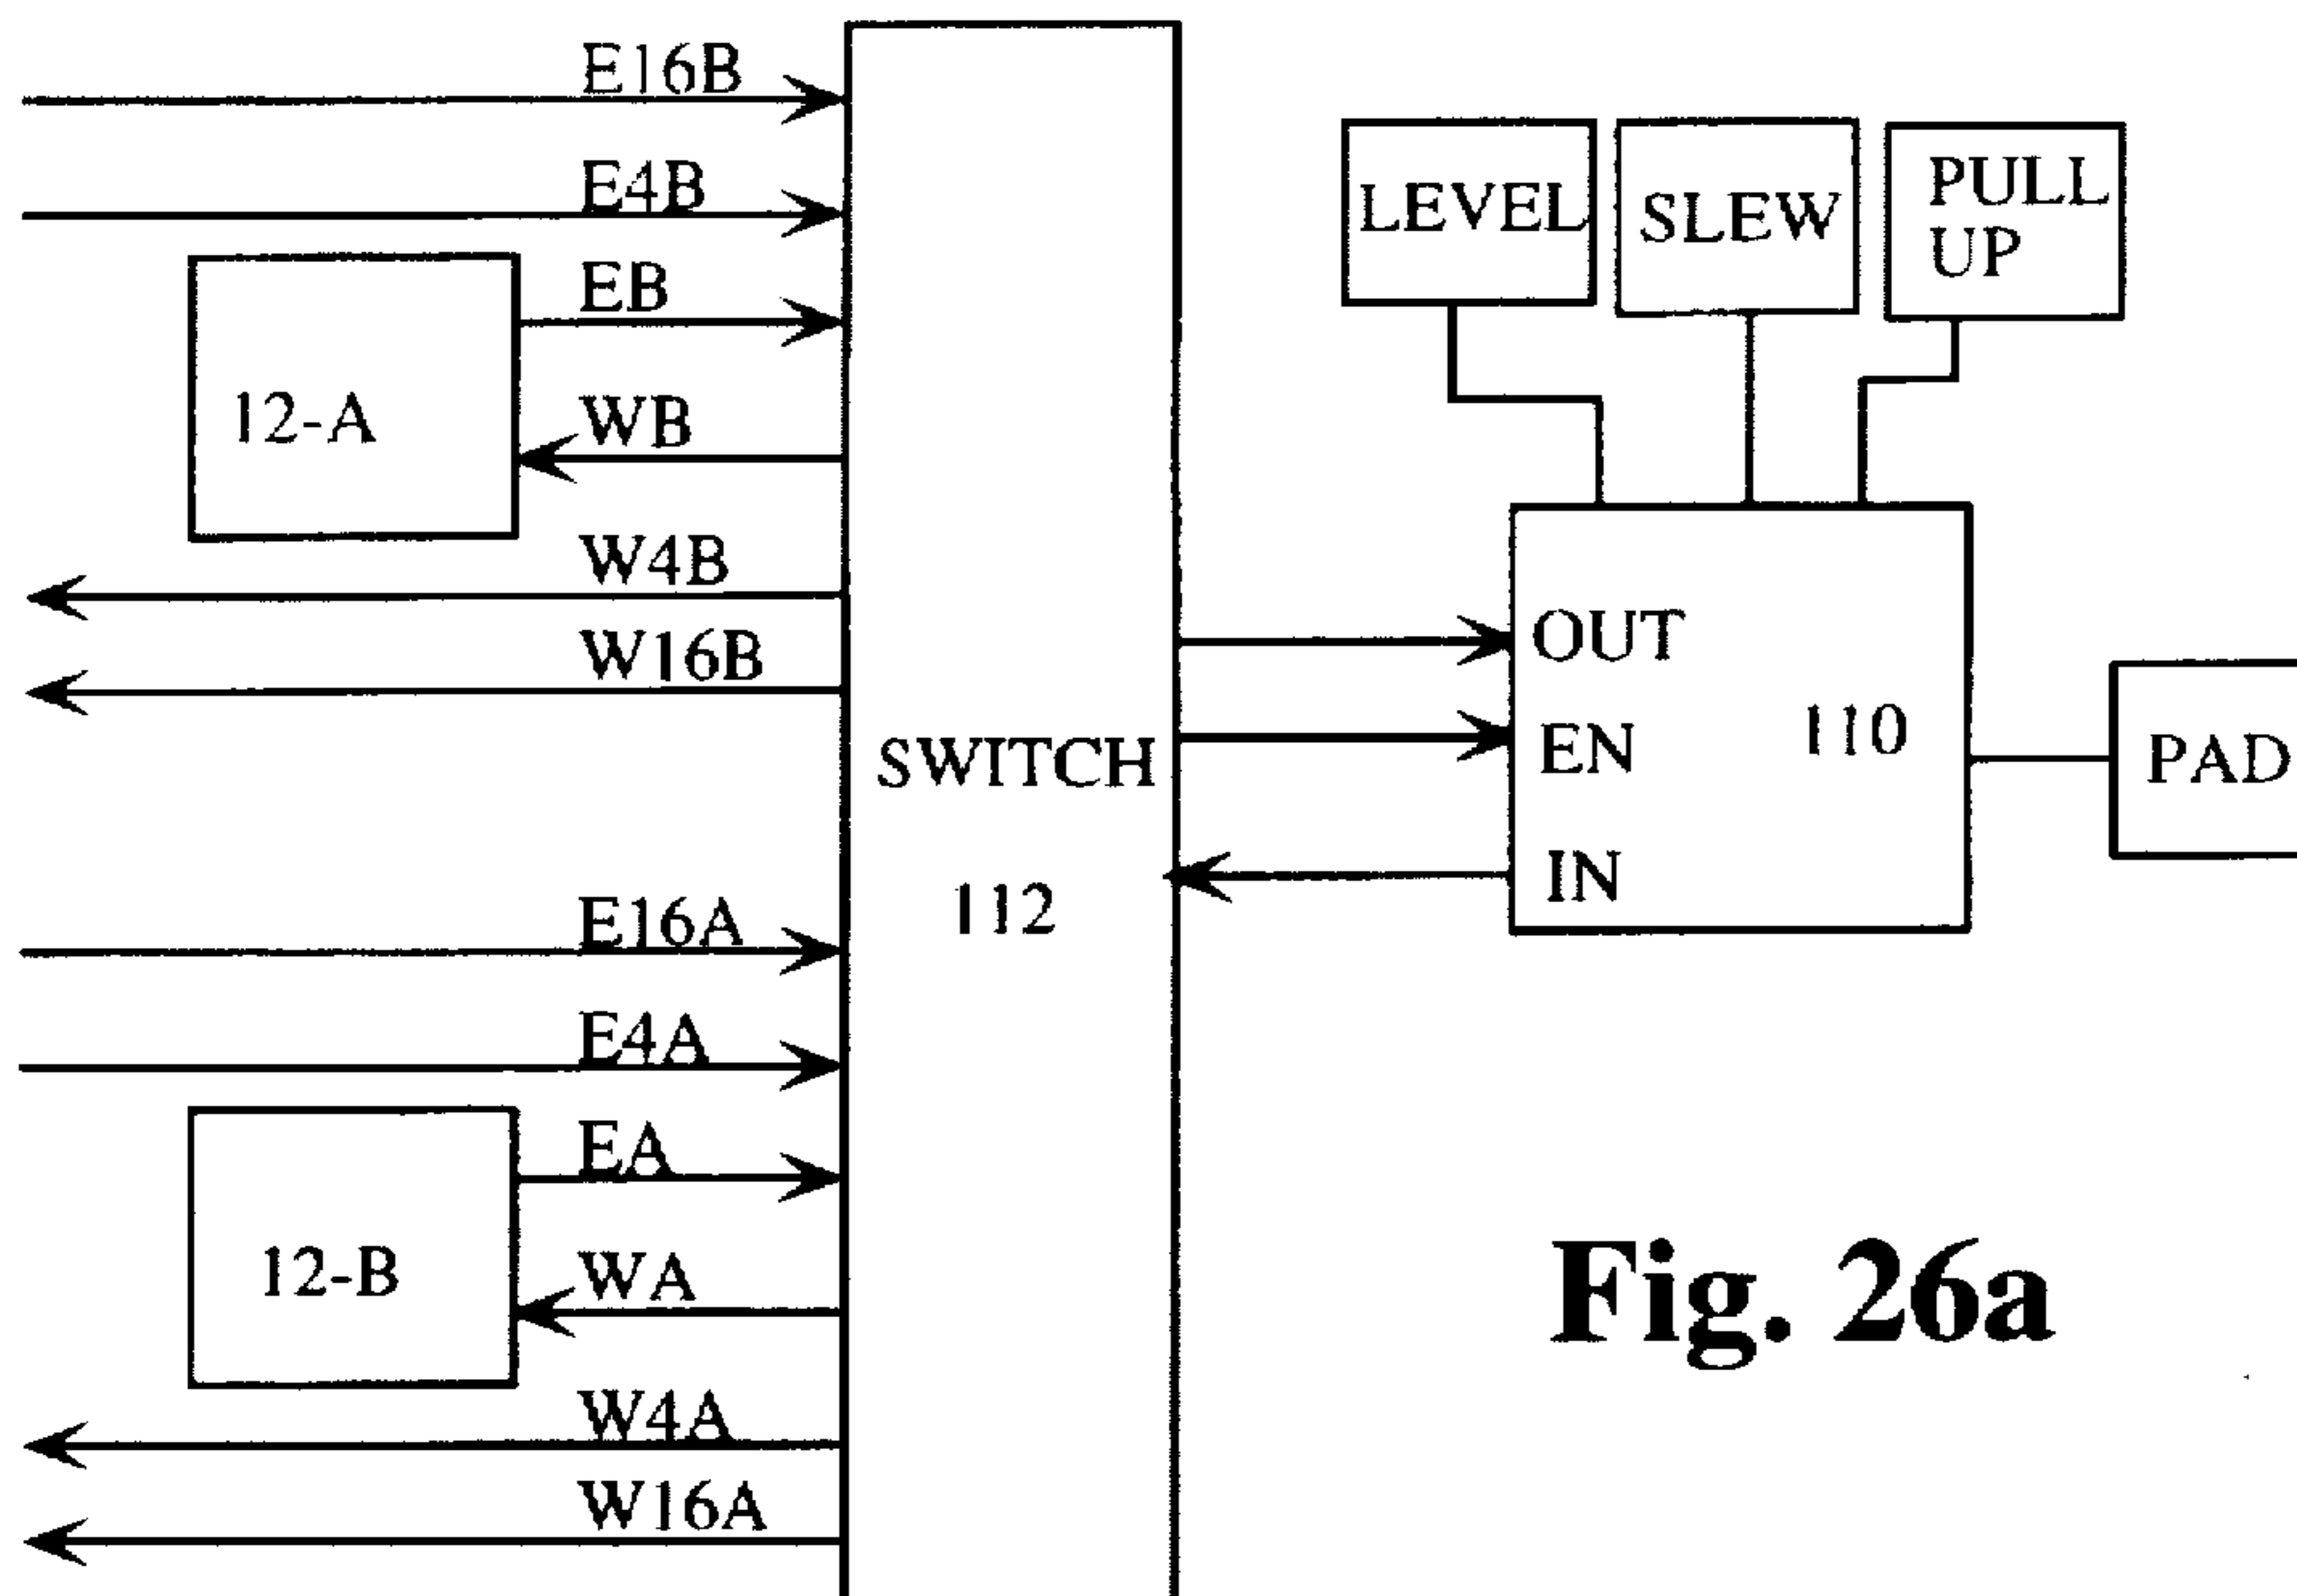 E16B
E4B
EB
12-A
WB
W4B
W16B
LEVEL
SLEW
PULL
UP
OUT
EN
110
IN
PAD
SWITCH
112
E16A
E4A
EA
12-B
WA
W4A
W16A
Fig. 26a